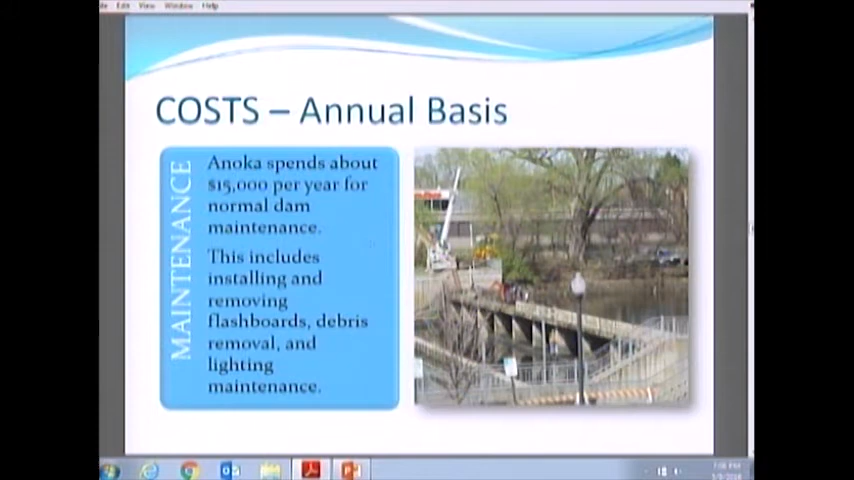 Edit View Window Help
COSTS – Annual Basis
MAINTENANCE
Anoka spends about
$15,000 per year for
normal dam
maintenance.
This includes
installing and
removing
flashboards, debris
removal, and
lighting
maintenance.